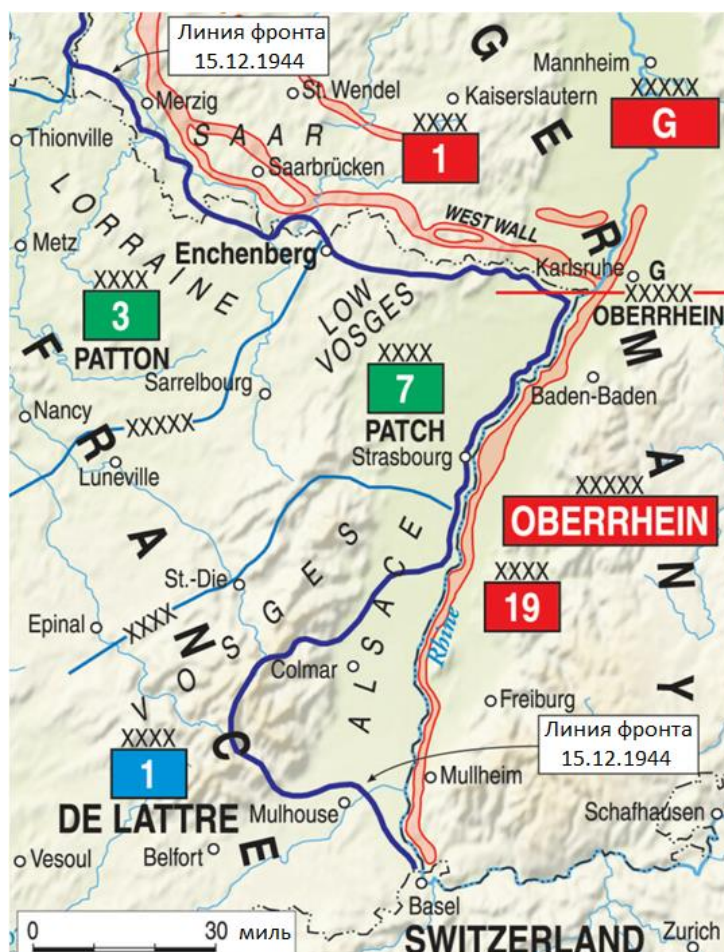 Линия фронта
15.12.1944
Mannheim
Merzig
St. Wendel
Kaiserslautern
XXXXX
G
XXXX
1
SAAR
Thionville
Saarbrücken
GERMANY
LORRAINE
WEST WALL
Metz
Enchenberg
Karlsruhe
G
XXXXX
OBERRHEIN
XXXX
3
PATTON
LOW
VOSGES
XXXX
7
PATCH
Sarrelbourg
Baden-Baden
Nancy
XXXXX
Luneville
Strasbourg
FRANCE
XXXXX
OBERRHEIN
St.-Die
XXXX
19
Epinal
XXXX
VOSGES
ALSACE
Rhine
Colmar
Freiburg
Линия фронта
15.12.1944
XXXX
1
DE LATTRE
Mullheim
Mulhouse
Schafhausen
Vesoul
Belfort
Basel
0 30 миль
SWITZERLAND
Zurich